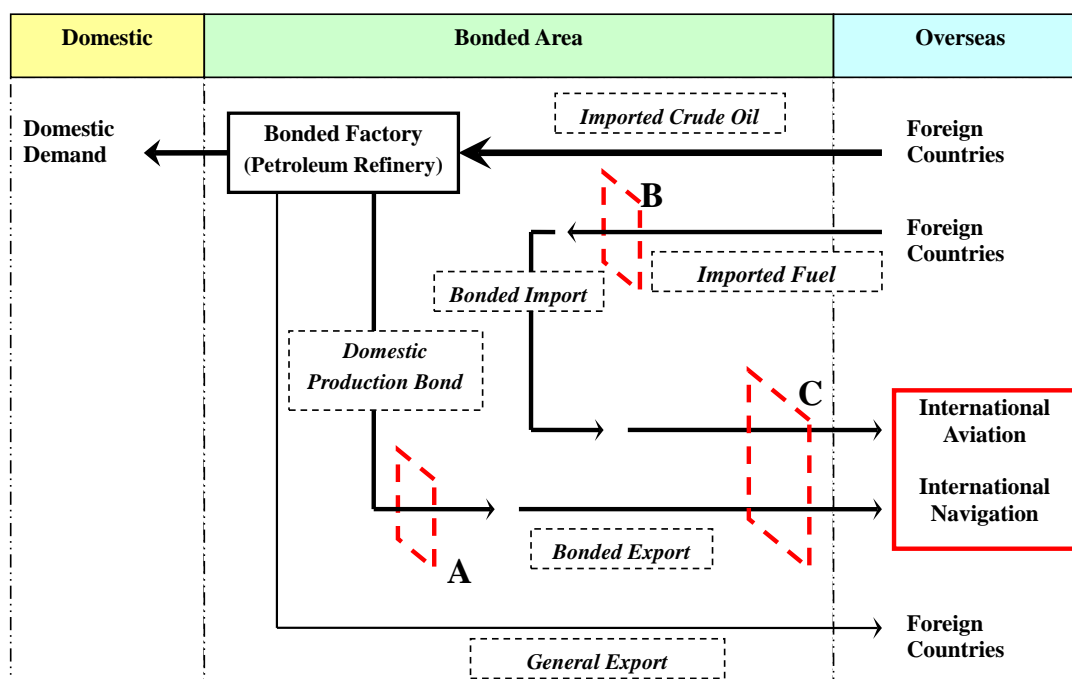 Domestic
Bonded Area
Overseas
Imported Crude Oil
Domestic
Demand
Bonded Factory
(Petroleum Refinery)
Foreign
Countries
B
Foreign
Countries
Imported Fuel
Bonded Import
Domestic
Production Bond
C
International
Aviation
International
Navigation
Bonded Export
A
Foreign
Countries
General Export